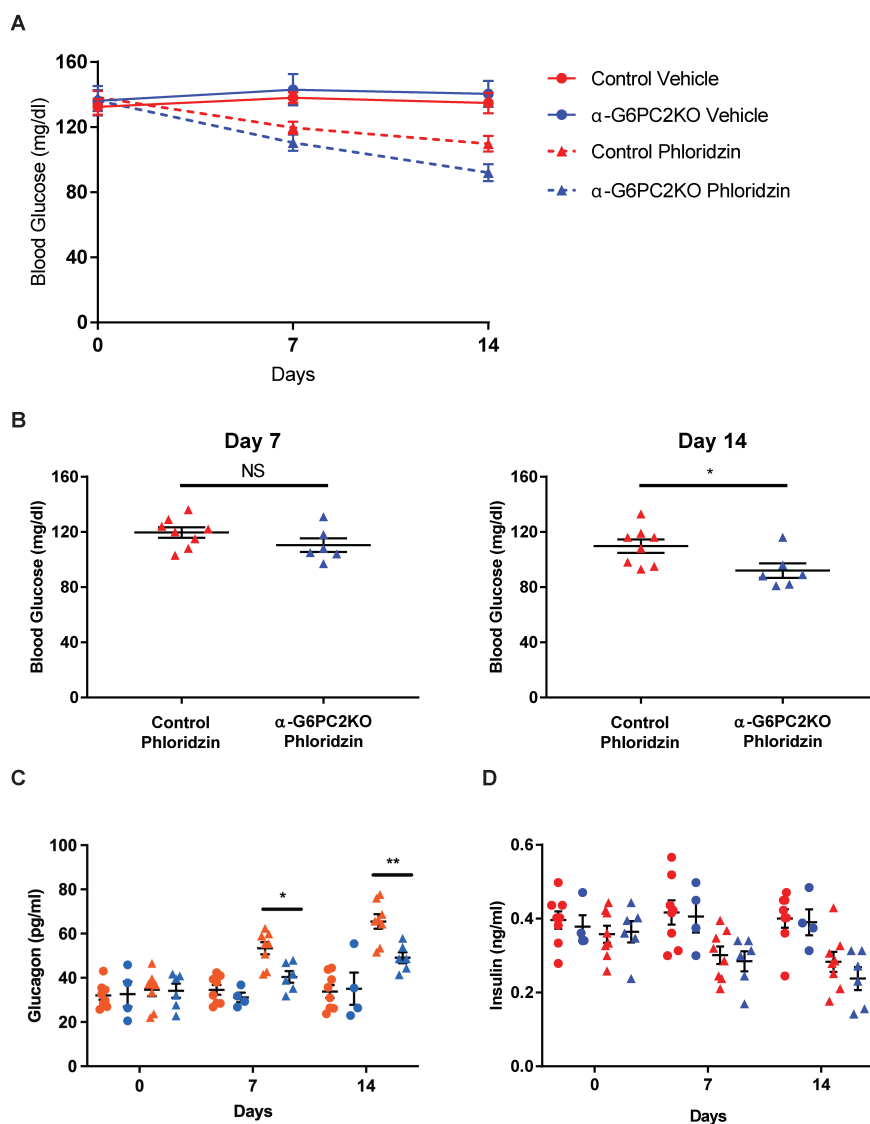 A
160
120
80
40
0
Blood Glucose (mg/dl)
0
7
14
Days
Control Vehicle
α-G6PC2KO Vehicle
Control Phloridzin
α-G6PC2KO Phloridzin
B
Day 7
NS
160
120
80
40
0
Blood Glucose (mg/dl)
Control
Phloridzin
α-G6PC2KO
Phloridzin
Day 14
*
160
120
80
40
0
Blood Glucose (mg/dl)
Control
Phloridzin
α-G6PC2KO
Phloridzin
C
100
80
60
40
20
0
Glucagon (pg/ml)
*
**
0
7
14
Days
D
0.6
0.4
0.2
0.0
Insulin (ng/ml)
0
7
14
Days